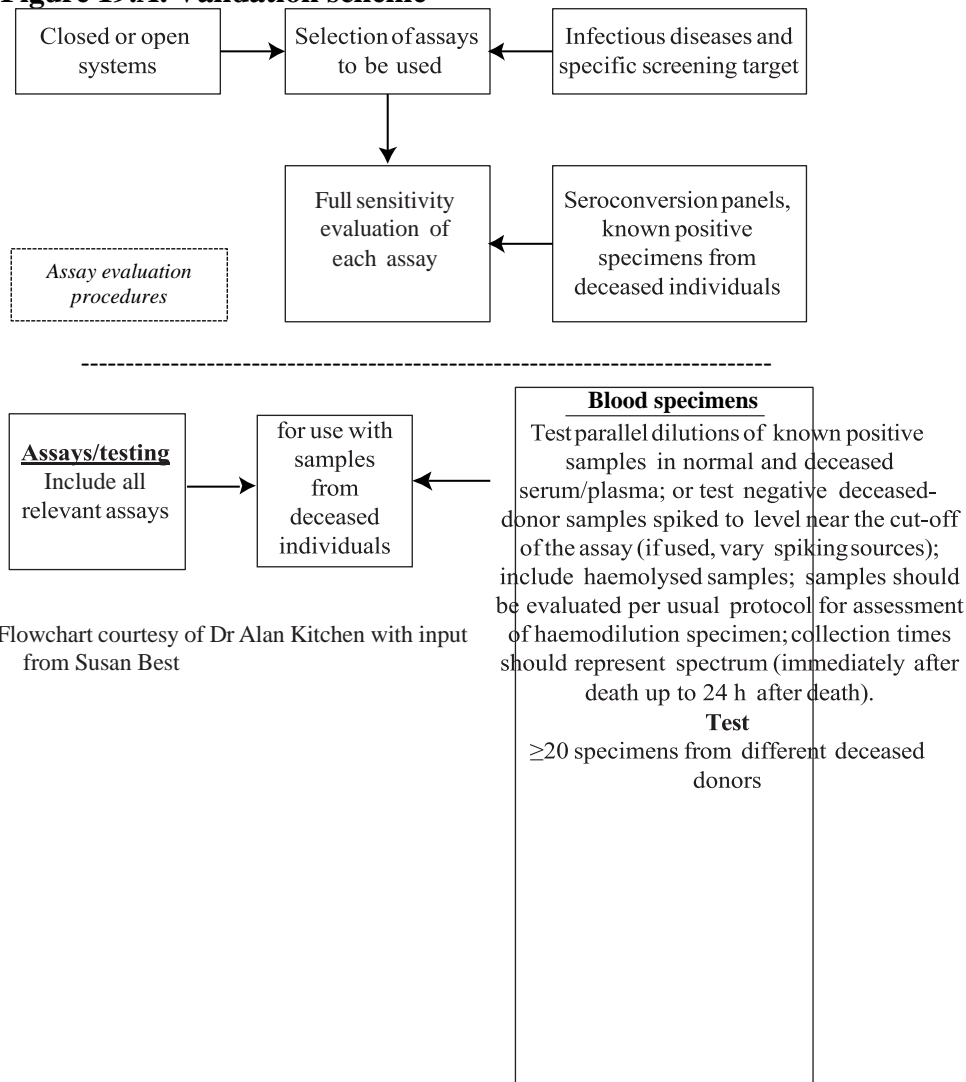 Figure 19.A. Validation scheme
Closed or open
systems
Selection of assays
to be used
Infectious diseases and
specific screening target
Full sensitivity
evaluation of
each assay
Seroconversion panels,
known positive
specimens from
deceased individuals
Assay evaluation
procedures
Assays/testing
Include all
relevant assays
for use with
samples
from
deceased
individuals
Blood specimens
Test parallel dilutions of known positive
samples in normal and deceased
serum/plasma; or test negative deceased-
donor samples spiked to level near the cut-off
of the assay (if used, vary spiking sources);
include haemolysed samples; samples should
be evaluated per usual protocol for assessment
of haemodilution specimen; collection times
should represent spectrum (immediately after
death up to 24 h after death).
Test
≥20 specimens from different deceased
donors
Flowchart courtesy of Dr Alan Kitchen with input
from Susan Best